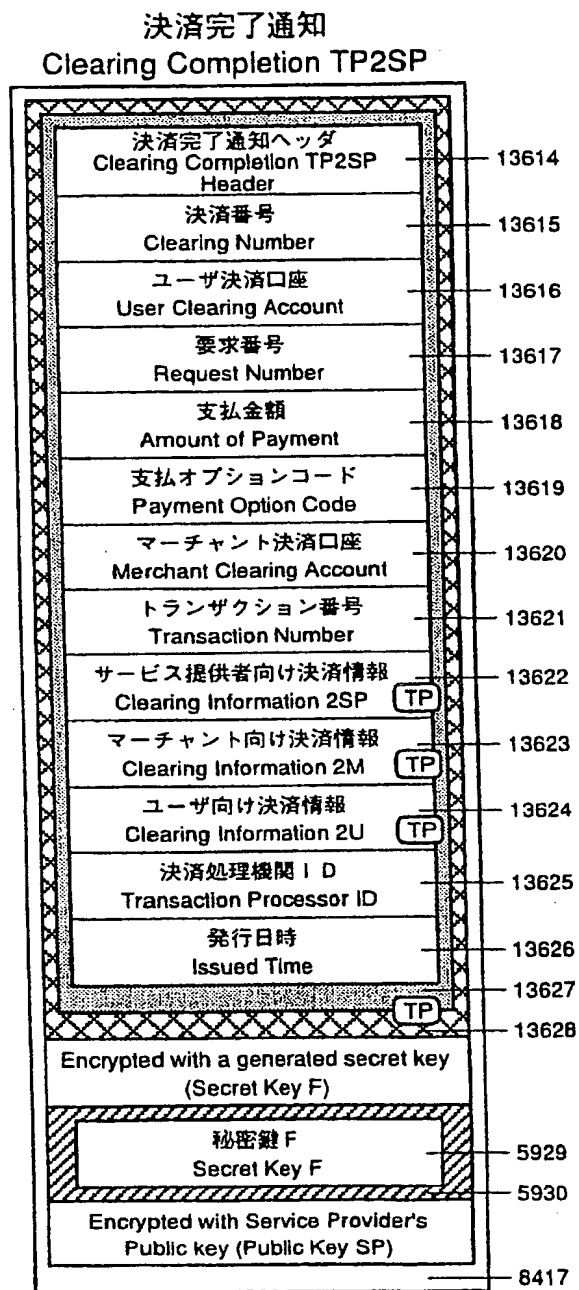 決済完了通知
Clearing Completion TP2SP
決済完了通知ヘッダ
Clearing Completion TP2SP
Header
13614
決済番号
Clearing Number
13615
ユーザ決済口座
User Clearing Account
13616
要求番号
Request Number
13617
支払金額
Amount of Payment
13618
支払オプションコード
Payment Option Code
13619
マーチャント決済口座
Merchant Clearing Account
13620
トランザクション番号
Transaction Number
13621
サービス提供者向け決済情報
Clearing Information 2SP
TP
13622
マーチャント向け決済情報
Clearing Information 2M
TP
13623
ユーザ向け決済情報
Clearing Information 2U
TP
13624
決済処理機関ID
Transaction Processor ID
13625
発行日時
Issued Time
13626
13627
TP
13628
Encrypted with a generated secret key
(Secret Key F)
秘密鍵F
Secret Key F
5929
5930
Encrypted with Service Provider's
Public key (Public Key SP)
8417